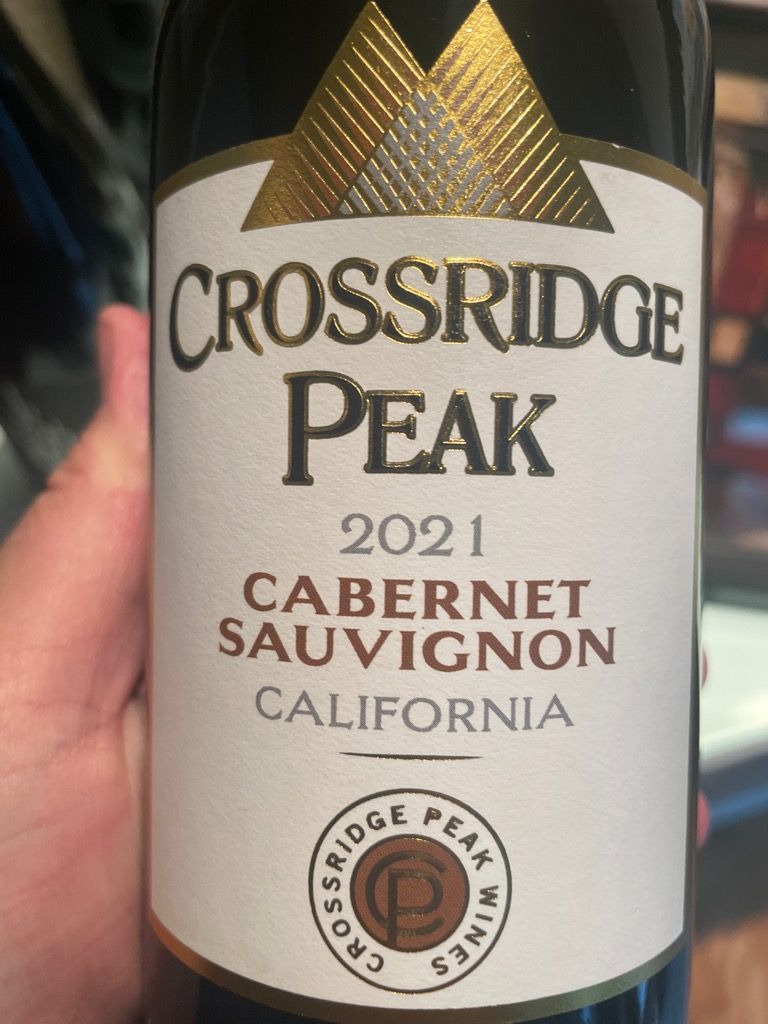 CROSSRIDGE
PEAK
2021
CABERNET
SAUVIGNON
CALIFORNIA
CROSSRIDGE PEAK WINES
CP